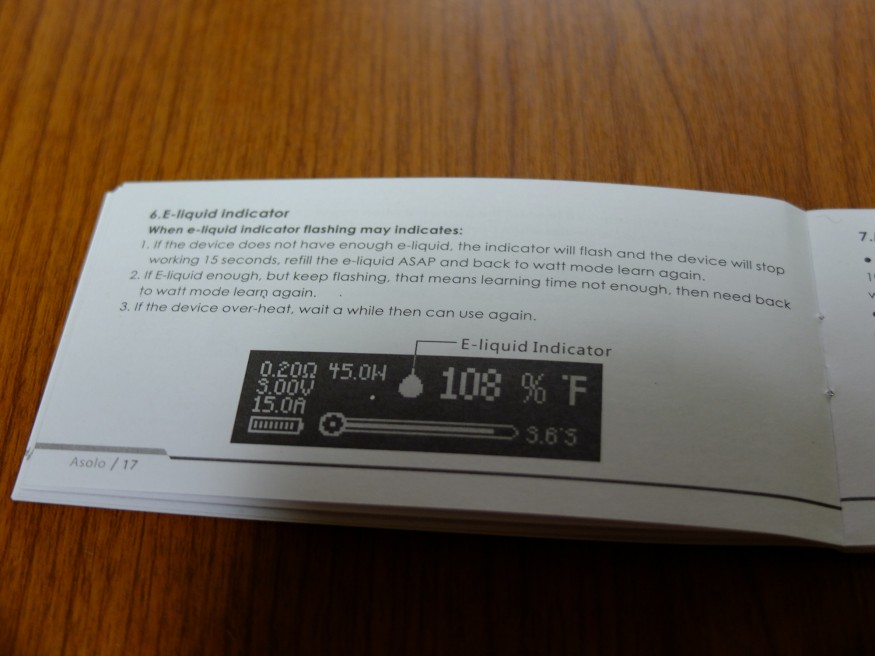 6.E-liquid indicator
When e-liquid indicator flashing may indicates:
1. If the device does not have enough e-liquid, the indicator will flash and the device will stop
working 15 seconds, refill the e-liquid ASAP and back to watt mode learn again.
2. If E-liquid enough, but keep flashing, that means learning time not enough, then need back
to watt mode learn again.
3. If the device over-heat, wait a while then can use again.
E-liquid Indicator
0.20Ω 45.0W 108 % °F
3.00V
15.0A
3.6'S
Asolo / 17
7.